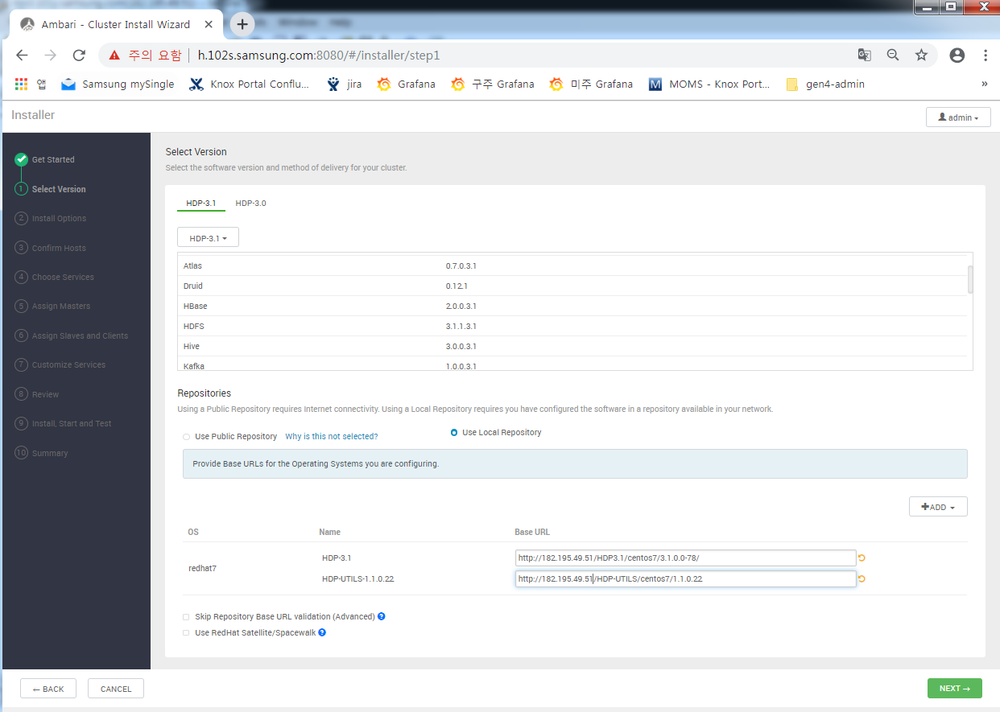 Ambari - Cluster Install Wizard
주의 요함 h.102s.samsung.com:8080/#/installer/step1
앱 Samsung mySingle Knox Portal Conflu... jira Grafana 구주 Grafana 미주 Grafana MOMS - Knox Port... gen4-admin »
Installer admin
Get Started
1 Select Version
2 Install Options
3 Confirm Hosts
4 Choose Services
5 Assign Masters
6 Assign Slaves and Clients
7 Customize Services
8 Review
9 Install, Start and Test
10 Summary
Select Version
Select the software version and method of delivery for your cluster.
HDP-3.1 HDP-3.0
HDP-3.1
Atlas 0.7.0.3.1
Druid 0.12.1
HBase 2.0.0.3.1
HDFS 3.1.1.3.1
Hive 3.0.0.3.1
Kafka 1.0.0.3.1
Repositories
Using a Public Repository requires Internet connectivity. Using a Local Repository requires you have configured the software in a repository available in your network.
Use Public Repository Why is this not selected? Use Local Repository
Provide Base URLs for the Operating Systems you are configuring.
ADD
OS Name Base URL
redhat7
HDP-3.1 http://182.195.49.51/HDP3.1/centos7/3.1.0.0-78/
HDP-UTILS-1.1.0.22 http://182.195.49.51/HDP-UTILS/centos7/1.1.0.22
Skip Repository Base URL validation (Advanced) ?
Use RedHat Satellite/Spacewalk ?
← BACK CANCEL NEXT →